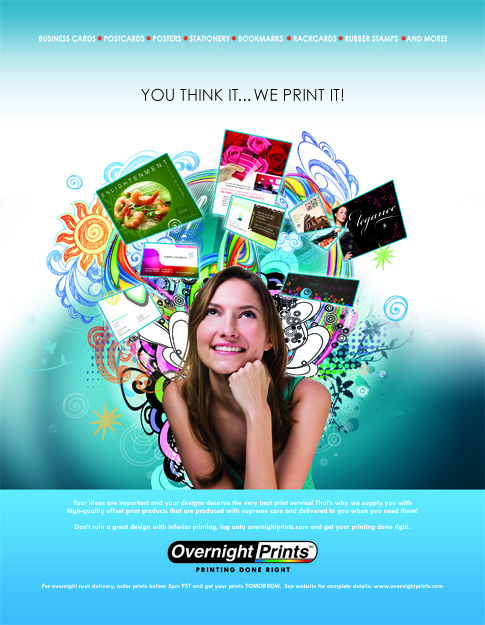 BUSINESS CARDS • POSTCARDS • POSTERS • STATIONERY • BOOKMARKS • RACKCARDS • RUBBER STAMPS • AND MORE!
YOU THINK IT... WE PRINT IT!
ENLIGHTENMENT
Elegance
Your ideas are important and your designs deserve the very best print service! That's why we supply you with
high-quality offset print products that are produced with supreme care and delivered to you when you need them!
Don't ruin a great design with inferior printing, log onto overnightprints.com and get your printing done right.
Overnight Prints™
PRINTING DONE RIGHT
For overnight rush delivery, order prints before 3pm PST and get your prints TOMORROW. See website for complete details: www.overnightprints.com